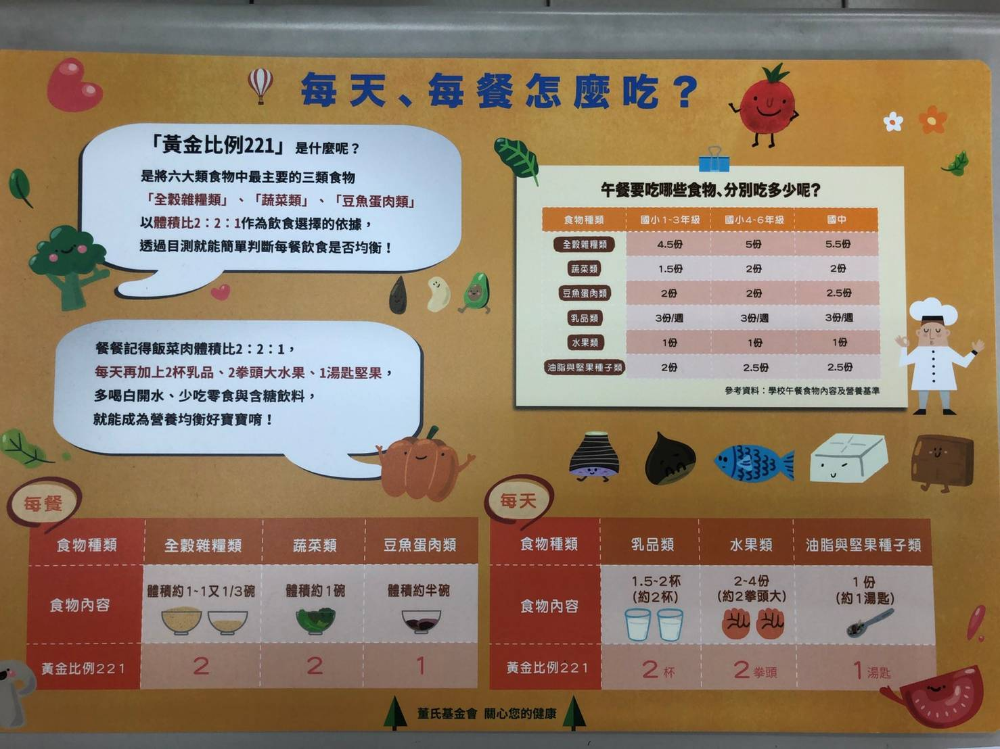 每天、每餐怎麼吃？
「黃金比例221」是什麼呢？
是將六大類食物中最主要的三類食物
「全穀雜糧類」、「蔬菜類」、「豆魚蛋肉類」
以體積比2：2：1作為飲食選擇的依據，
透過目測就能簡單判斷每餐飲食是否均衡！
餐餐記得飯菜肉體積比2：2：1，
每天再加上2杯乳品、2拳頭大水果、1湯匙堅果，
多喝白開水、少吃零食與含糖飲料，
就能成為營養均衡好寶寶唷！
午餐要吃哪些食物、分別吃多少呢？
食物種類 國小1~3年級 國小4~6年級 國中
全穀雜糧類 4.5份 5份 5.5份
蔬菜類 1.5份 2份 2份
豆魚蛋肉類 2份 2份 2.5份
乳品類 3份/週 3份/週 3份/週
水果類 1份 1份 1份
油脂與堅果種子類 2份 2.5份 2.5份
參考資料：學校午餐食物內容及營養基準
每餐
食物種類 全穀雜糧類 蔬菜類 豆魚蛋肉類
食物內容 體積約1~1又1/3碗 體積約1碗 體積約半碗
黃金比例221 2 2 1
每天
食物種類 乳品類 水果類 油脂與堅果種子類
食物內容 1.5~2杯 2~4份 1份
(約2杯) (約2拳頭大) (約1湯匙)
黃金比例221 2杯 2拳頭 1湯匙
董氏基金會 關心您的健康